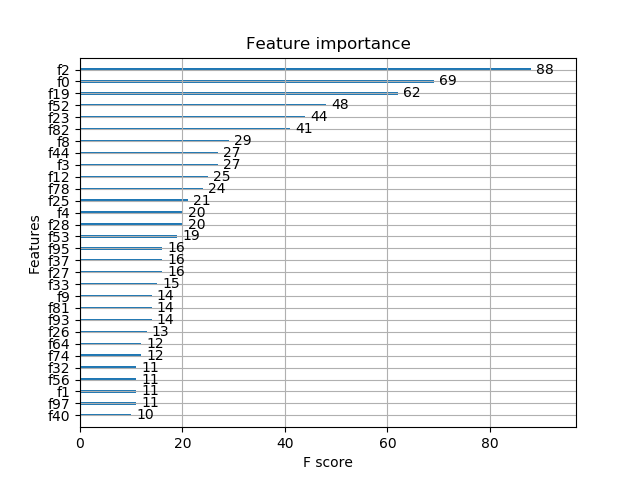 Feature importance
Features
f2 88
f0 69
f19 62
f52 48
f23 44
f82 41
f8 29
f44 27
f3 27
f12 25
f78 24
f25 21
f4 20
f28 20
f53 19
f95 16
f37 16
f27 16
f33 15
f9 14
f81 14
f93 14
f26 13
f64 12
f74 12
f32 11
f56 11
f1 11
f97 11
f40 10
0 20 40 60 80
F score